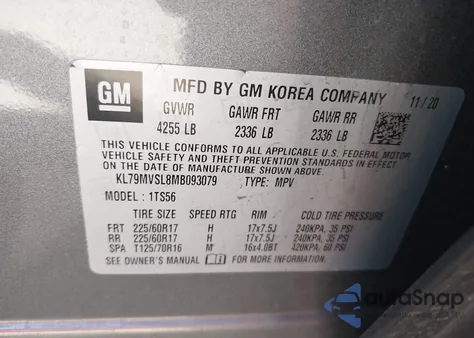 GM
MFD BY GM KOREA COMPANY 11/20
GVWR GAWR FRT GAWR RR
4255 LB 2336 LB 2336 LB
THIS VEHICLE CONFORMS TO ALL APPLICABLE U.S. FEDERAL MOTOR
VEHICLE SAFETY AND THEFT PREVENTION STANDARDS IN EFFECT
ON THE DATE OF MANUFACTURE SHOWN ABOVE.
KL79MVSL8MB093079 TYPE: MPV
MODEL: 1TS56
TIRE SIZE SPEED RTG RIM COLD TIRE PRESSURE
FRT 225/60R17 H 17x7.5J 240KPA, 35 PSI
RR 225/60R17 H 17x7.5J 240KPA, 35 PSI
SPA T125/70R16 M 16x4.0BT 420KPA, 60 PSI
SEE OWNER'S MANUAL FOR MORE INFORMATION.
autoSnap